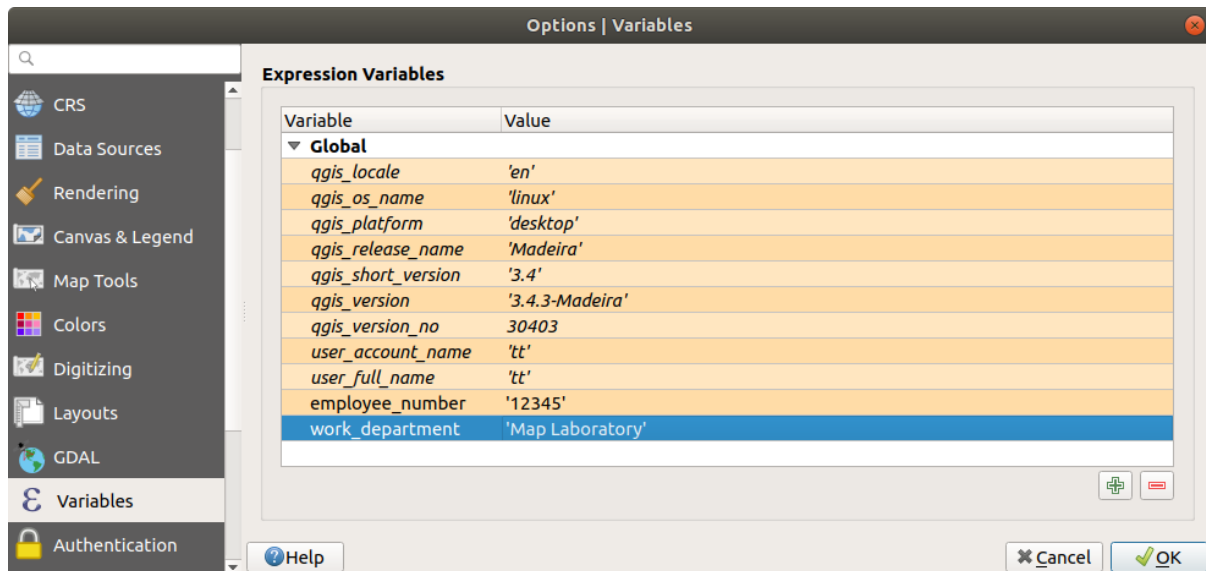 Options | Variables
CRS
Data Sources
Rendering
Canvas & Legend
Map Tools
Colors
Digitizing
Layouts
GDAL
Variables
Authentication
Expression Variables
Variable Value
Global
qgis_locale 'en'
qgis_os_name 'linux'
qgis_platform 'desktop'
qgis_release_name 'Madeira'
qgis_short_version '3.4'
qgis_version '3.4.3-Madeira'
qgis_version_no 30403
user_account_name 'tt'
user_full_name 'tt'
employee_number '12345'
work_department 'Map Laboratory'
Help
Cancel
OK